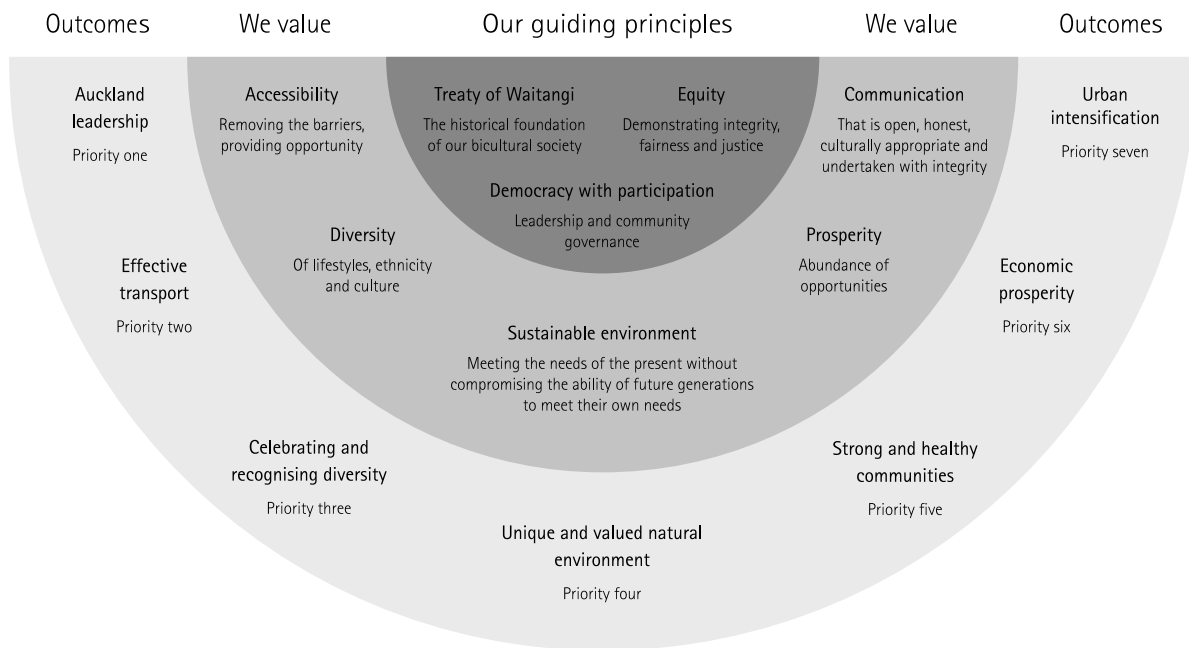 Outcomes
We value
Our guiding principles
We value
Outcomes
Auckland
leadership
Priority one
Accessibility
Removing the barriers,
providing opportunity
Treaty of Waitangi
The historical foundation
of our bicultural society
Equity
Demonstrating integrity,
fairness and justice
Communication
That is open, honest,
culturally appropriate and
undertaken with integrity
Urban
intensification
Priority seven
Democracy with participation
Leadership and community
governance
Diversity
Of lifestyles, ethnicity
and culture
Prosperity
Abundance of
opportunities
Effective
transport
Priority two
Economic
prosperity
Priority six
Sustainable environment
Meeting the needs of the present without
compromising the ability of future generations
to meet their own needs
Celebrating and
recognising diversity
Priority three
Strong and healthy
communities
Priority five
Unique and valued natural
environment
Priority four